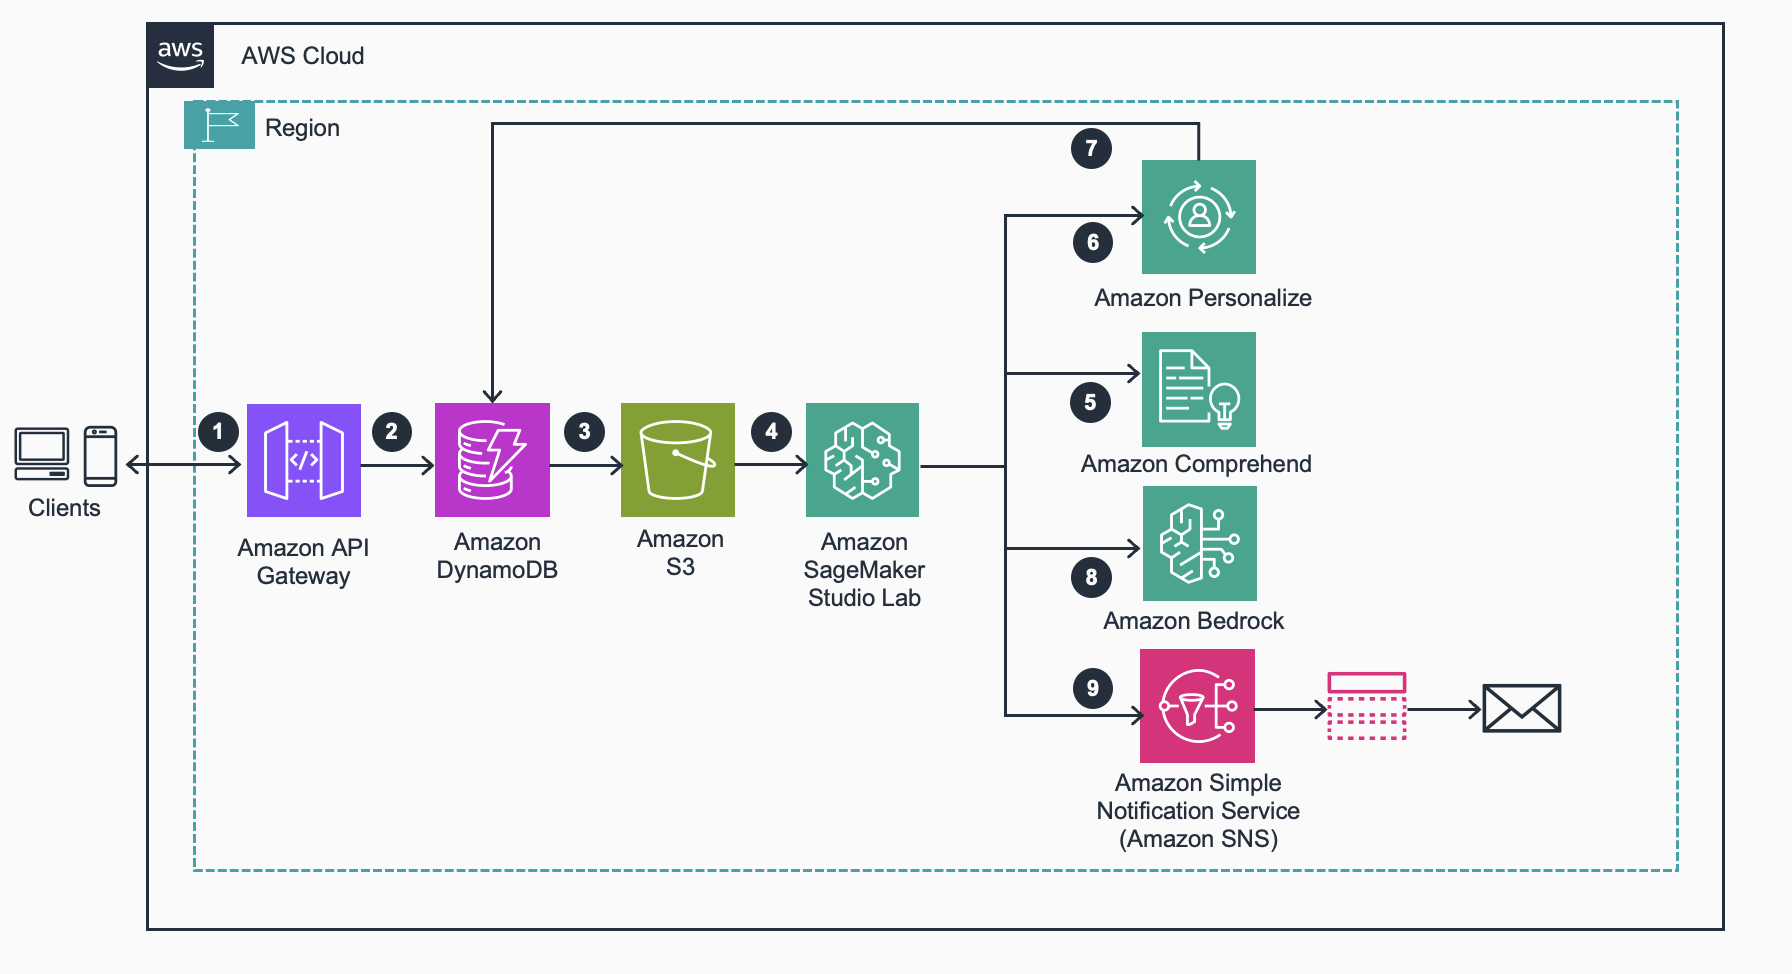 aws
AWS Cloud
Region
7
6
Amazon Personalize
5
Amazon Comprehend
1
2
3
4
Clients
Amazon API
Gateway
Amazon
DynamoDB
Amazon
S3
Amazon
SageMaker
Studio Lab
8
Amazon Bedrock
9
Amazon Simple
Notification Service
(Amazon SNS)